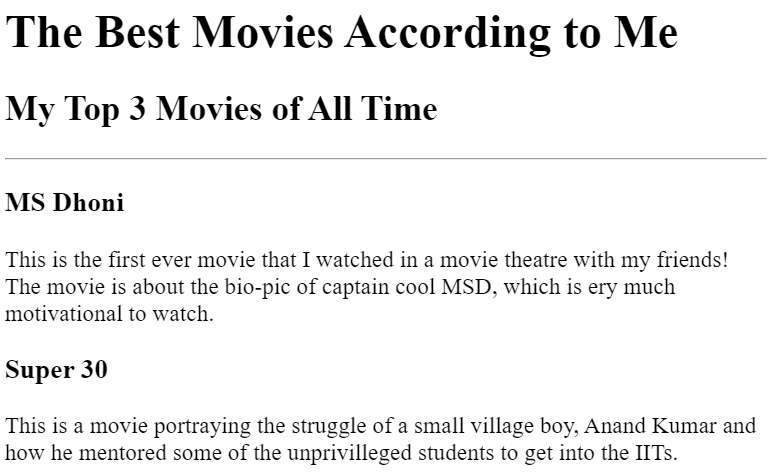 The Best Movies According to Me
My Top 3 Movies of All Time
MS Dhoni
This is the first ever movie that I watched in a movie theatre with my friends!
The movie is about the bio-pic of captain cool MSD, which is ery much
motivational to watch.
Super 30
This is a movie portraying the struggle of a small village boy, Anand Kumar and
how he mentored some of the unprivilleged students to get into the IITs.